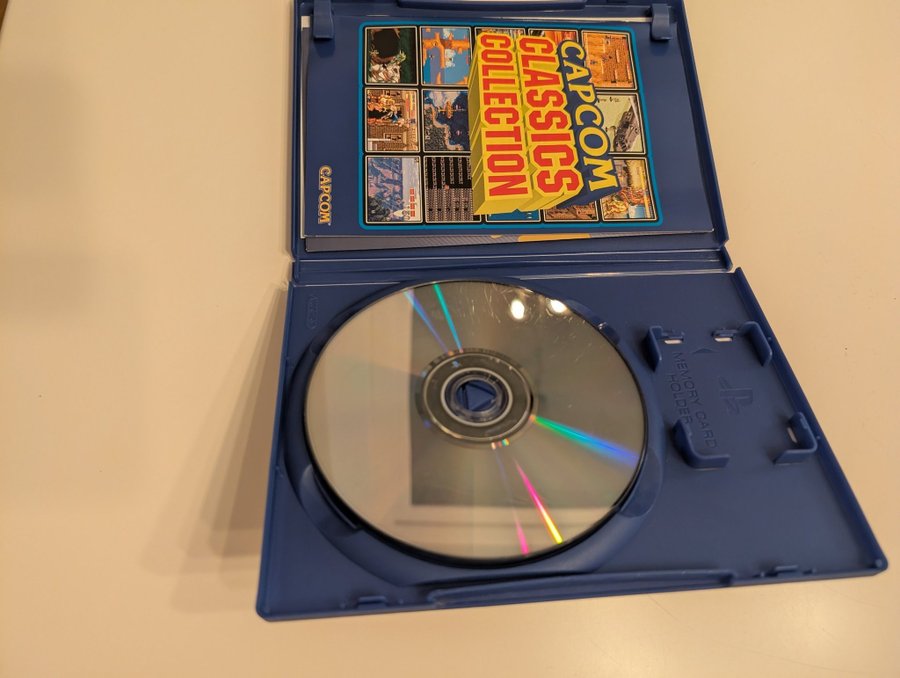 CAPCOM
CLASSICS
COLLECTION
CAPCOM
MEMORY CARD
HOLDER